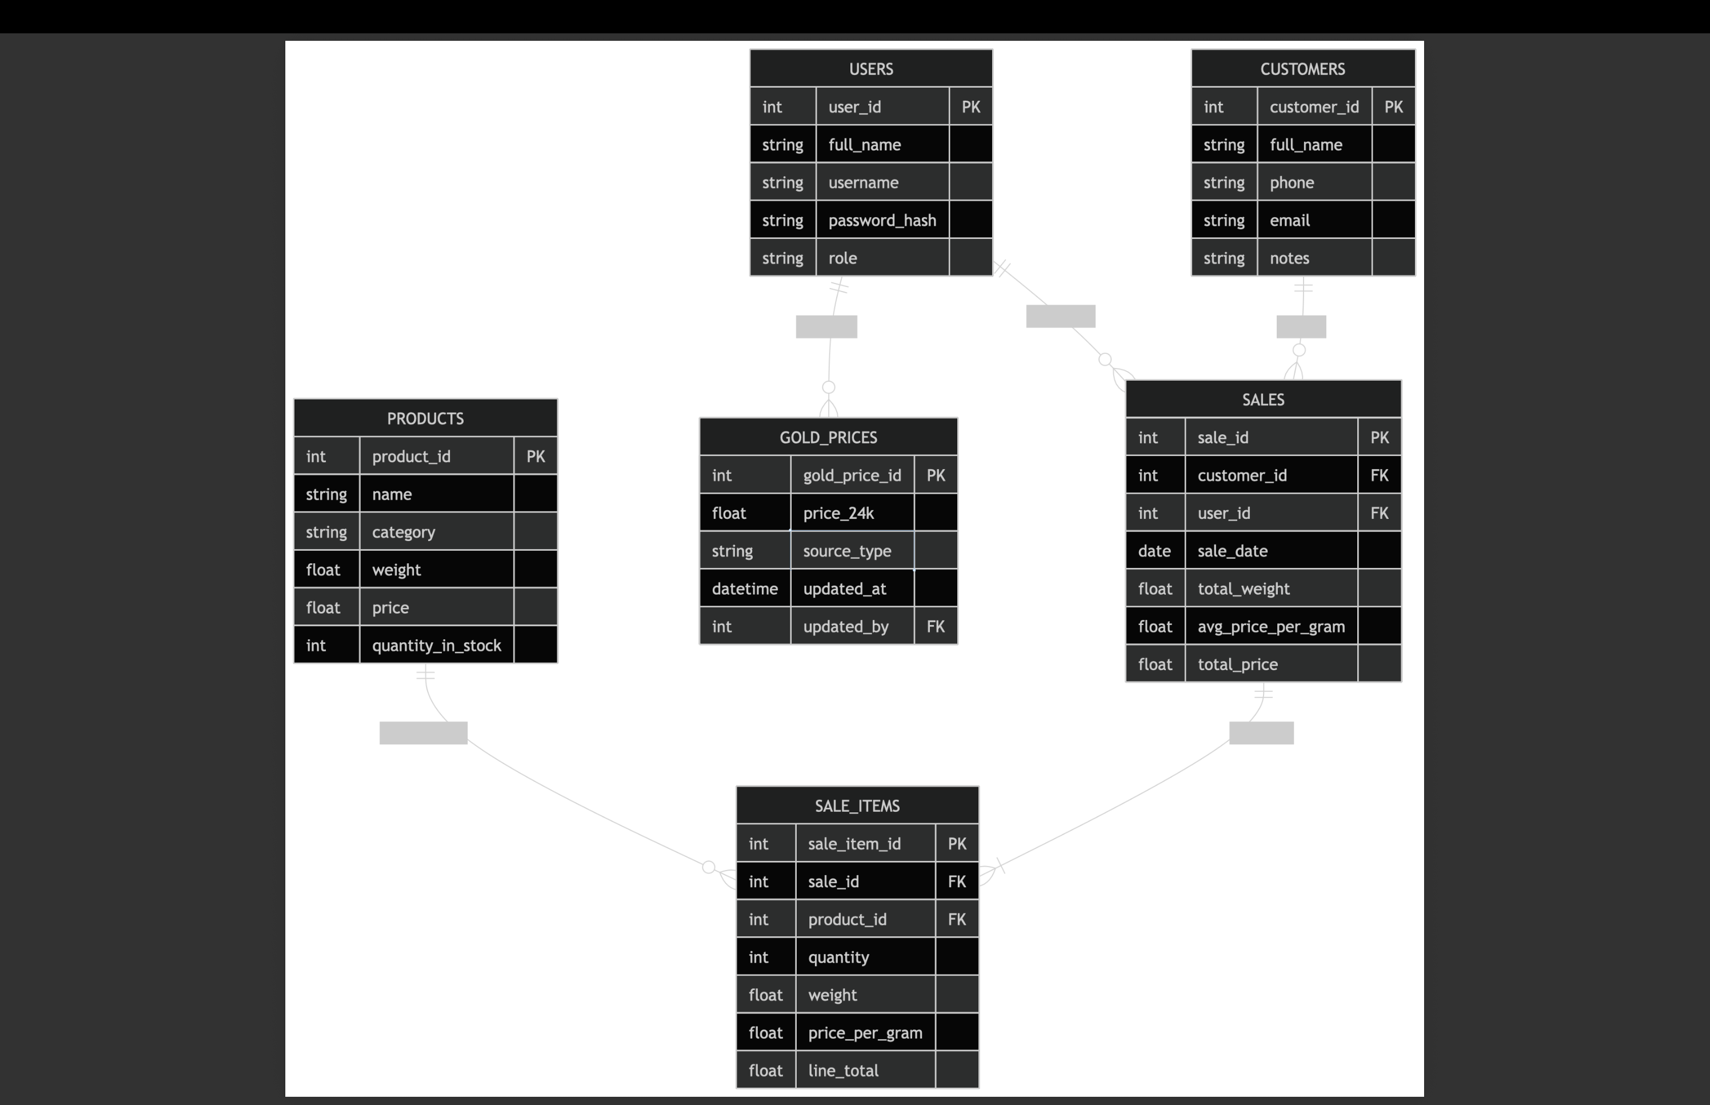 USERS
int user_id PK
string full_name
string username
string password_hash
string role
CUSTOMERS
int customer_id PK
string full_name
string phone
string email
string notes
PRODUCTS
int product_id PK
string name
string category
float weight
float price
int quantity_in_stock
GOLD_PRICES
int gold_price_id PK
float price_24k
string source_type
datetime updated_at
int updated_by FK
SALES
int sale_id PK
int customer_id FK
int user_id FK
date sale_date
float total_weight
float avg_price_per_gram
float total_price
SALE_ITEMS
int sale_item_id PK
int sale_id FK
int product_id FK
int quantity
float weight
float price_per_gram
float line_total